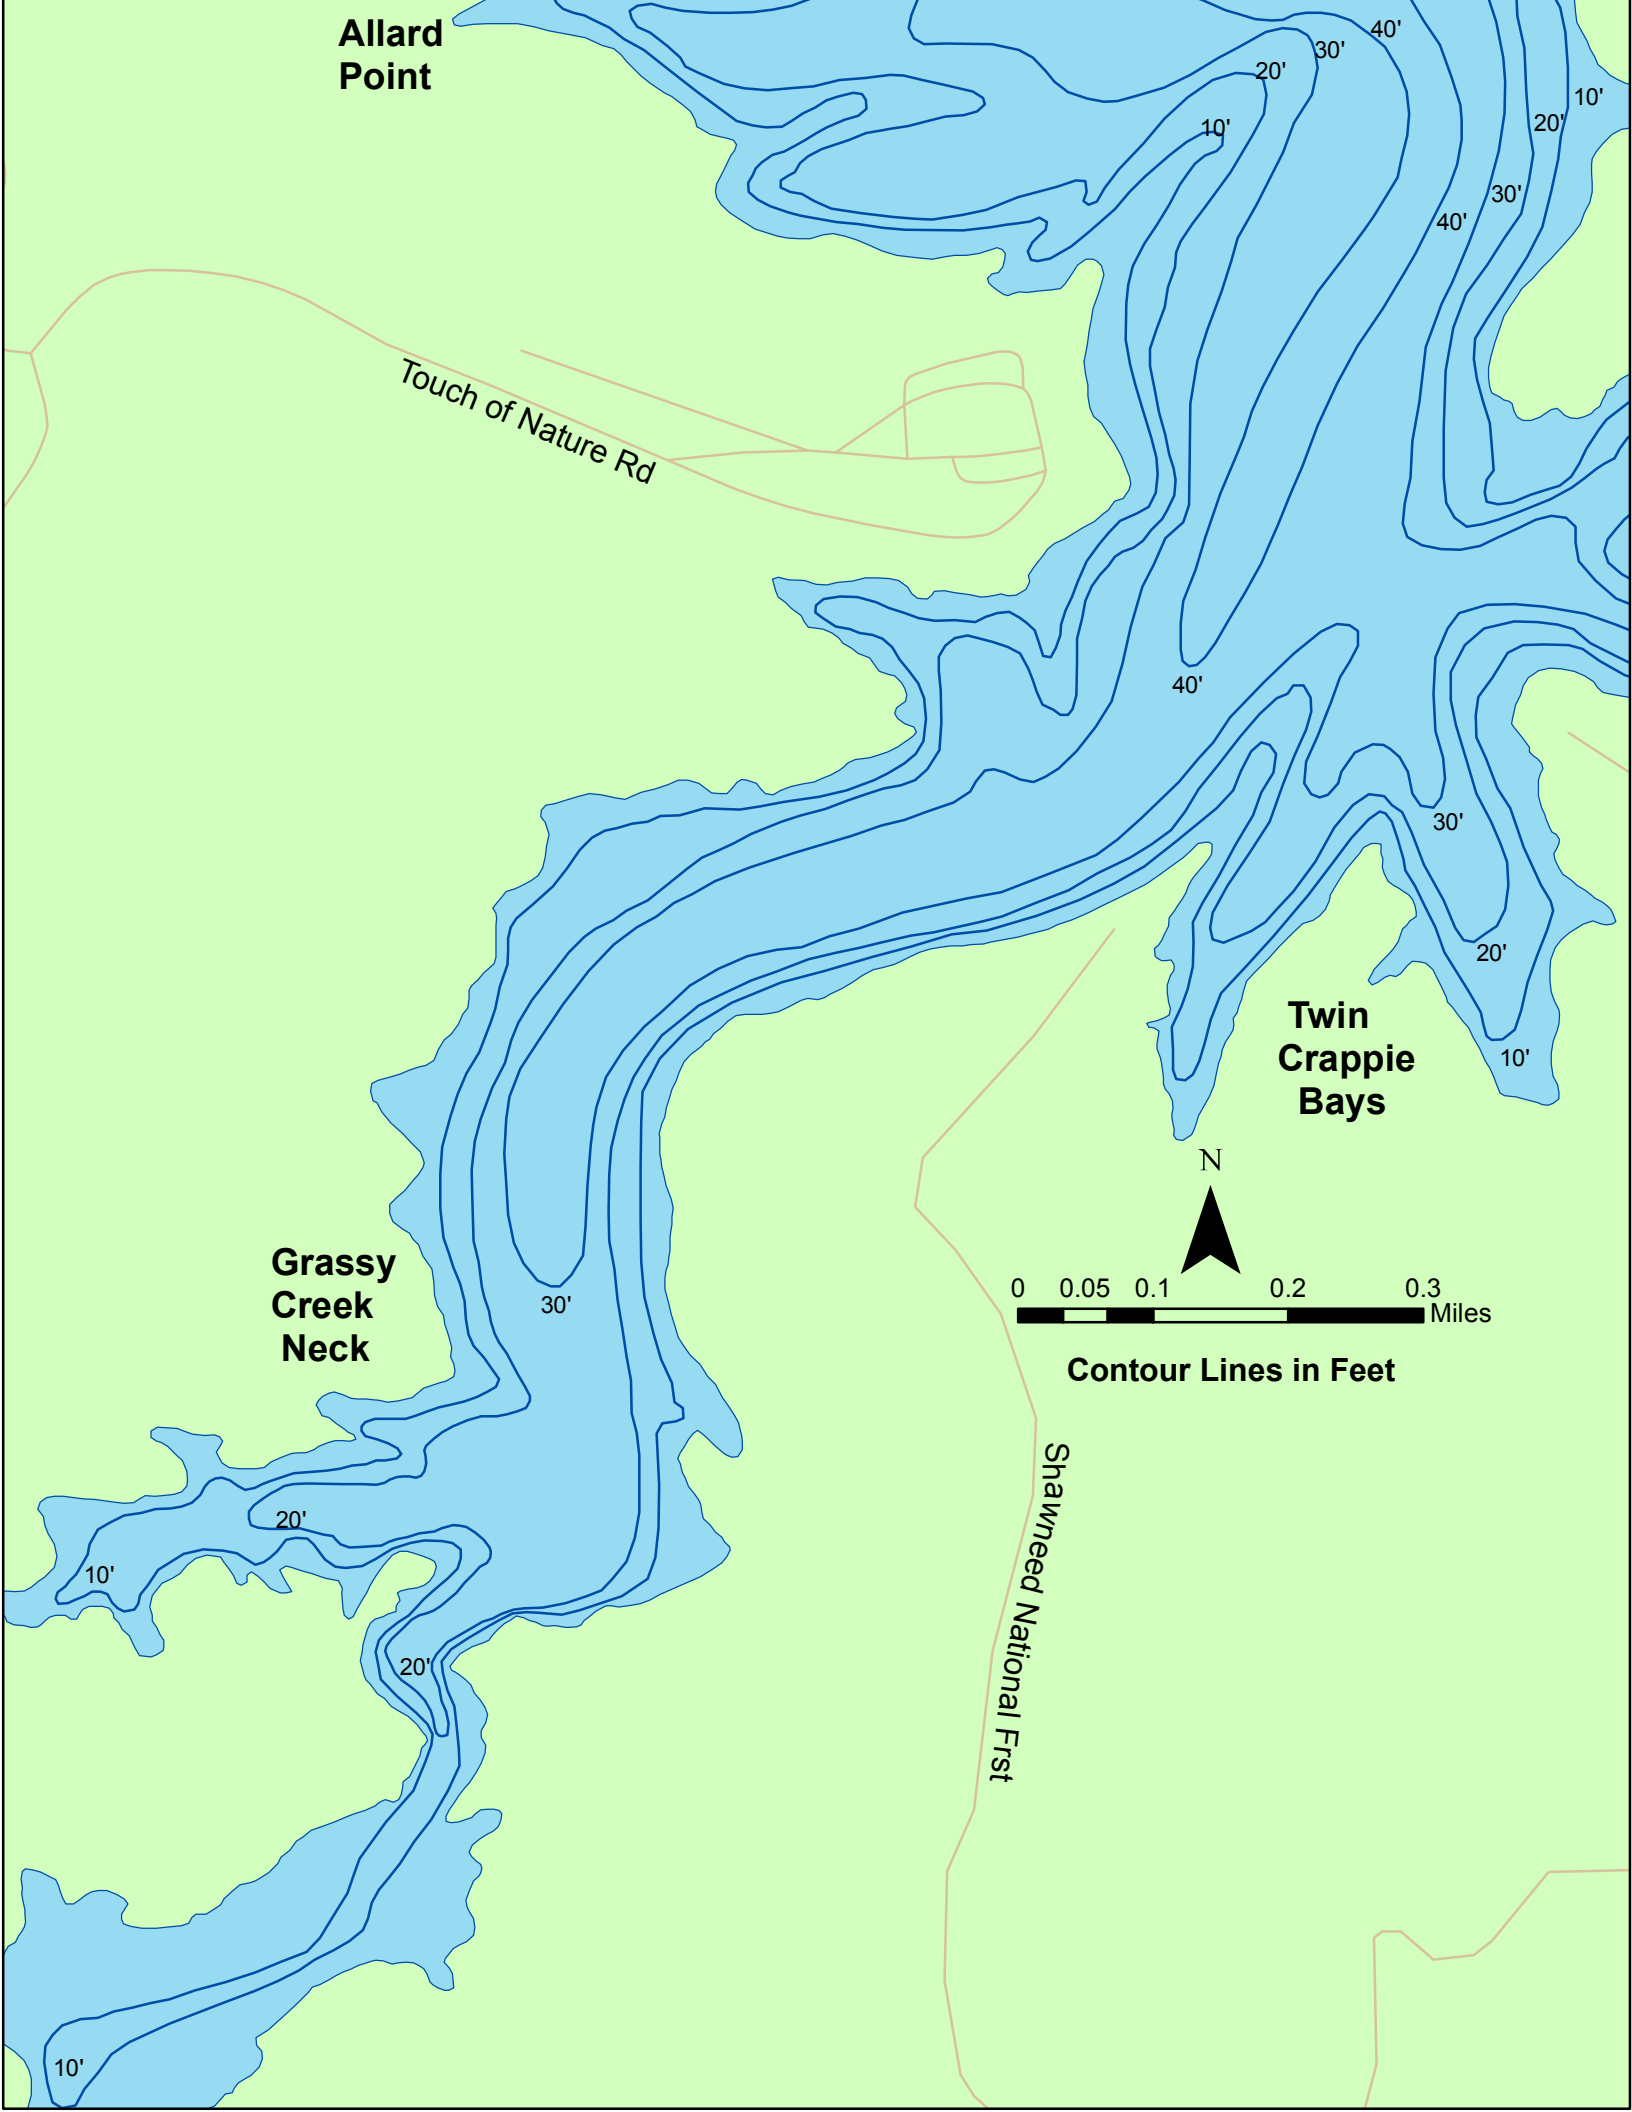 Allard
Point
40'
30'
20'
10'
10'
20'
30'
40'
Touch of Nature Rd
40'
30'
20'
10'
Twin
Crappie
Bays
N
0 0.05 0.1 0.2 0.3
Miles
Contour Lines in Feet
Grassy
Creek
Neck
30'
20'
10'
20'
Shawneed National Frst
10'